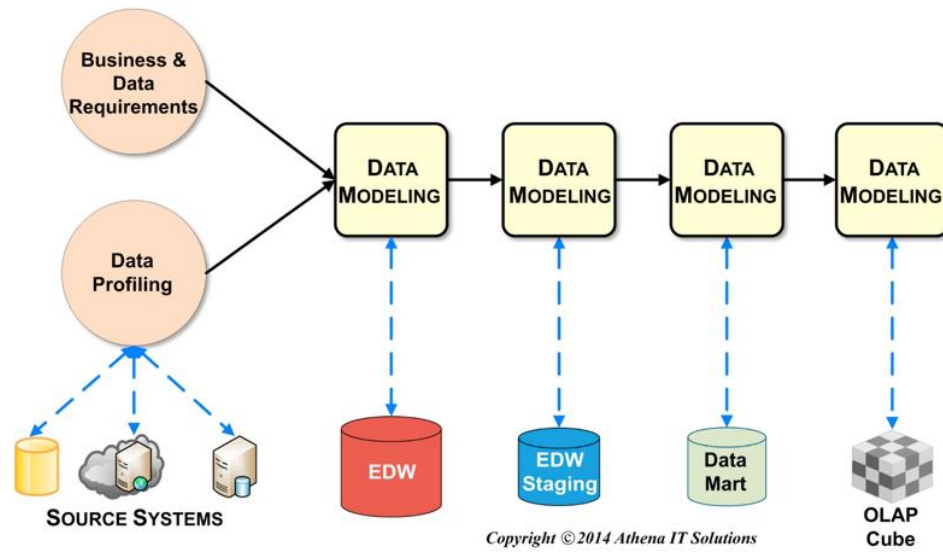 Business &
Data
Requirements
DATA
MODELING
DATA
MODELING
DATA
MODELING
DATA
MODELING
Data
Profiling
EDW
EDW
Staging
Data
Mart
SOURCE SYSTEMS
OLAP
Cube
Copyright © 2014 Athena IT Solutions